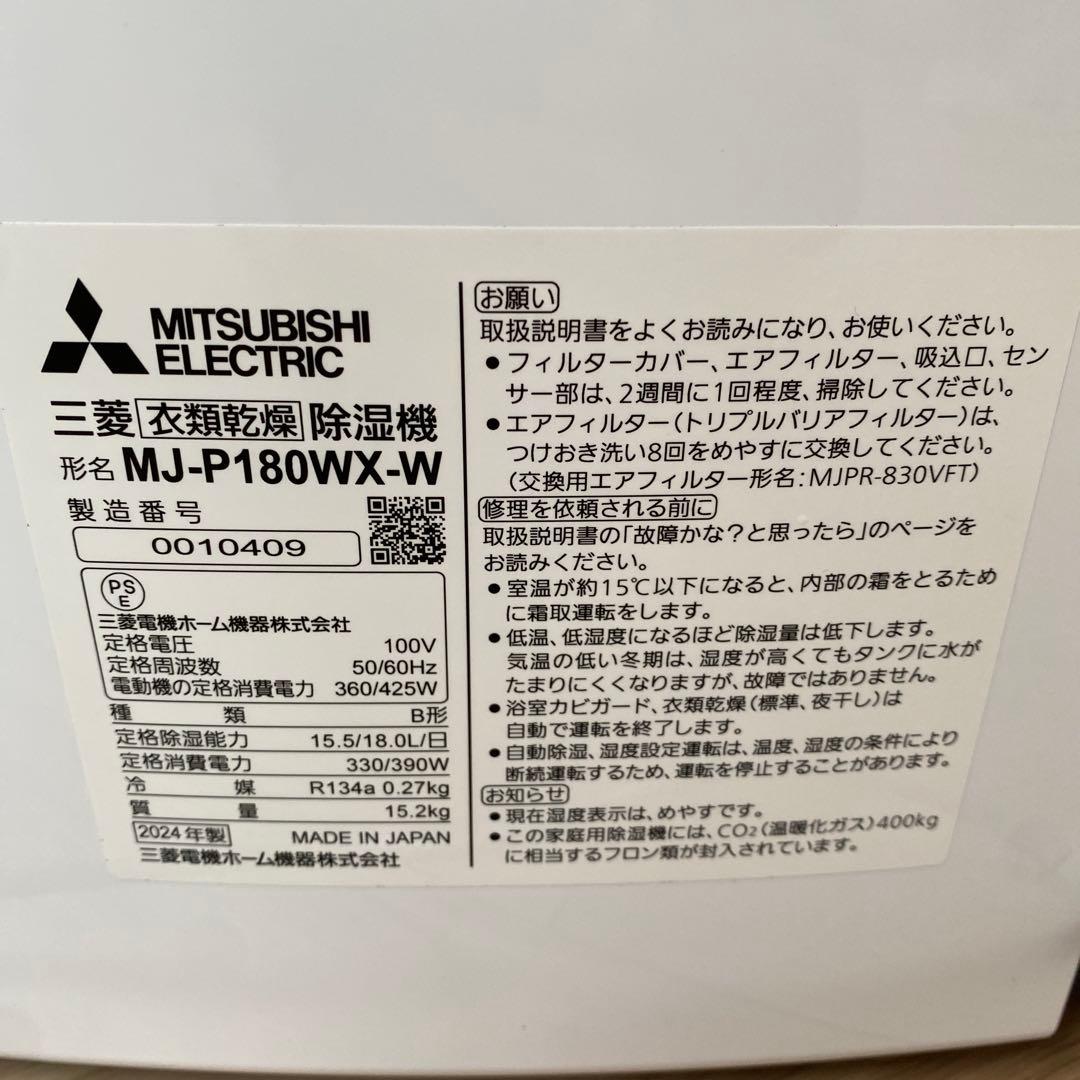 MITSUBISHI
ELECTRIC
三菱 衣類乾燥 除湿機
形名 MJ-P180WX-W
製造番号
0010409
PS
E
三菱電機ホーム機器株式会社
定格電圧 100V
定格周波数 50/60Hz
電動機の定格消費電力 360/425W
種類 B形
定格除湿能力 15.5/18.0L/日
定格消費電力 330/390W
冷媒 R134a 0.27kg
質量 15.2kg
2024年製 MADE IN JAPAN
三菱電機ホーム機器株式会社
お願い
取扱説明書をよくお読みになり、お使いください。
●フィルターカバー、エアフィルター、吸込口、セン
サー部は、2週間に1回程度、掃除してください。
●エアフィルター(トリプルバリアフィルター)は、
つけおき洗い8回をめやすに交換してください。
(交換用エアフィルター形名:MJPR-830VFT)
修理を依頼される前に
取扱説明書の「故障かな?と思ったら」のページを
お読みください。
●室温が約15℃以下になると、内部の霜をとるため
に霜取運転をします。
●低温、低湿度になるほど除湿量は低下します。
気温の低い冬期は、湿度が高くてもタンクに水が
たまりにくくなりますが、故障ではありません。
●浴室カビガード、衣類乾燥(標準、夜干し)は
自動で運転を終了します。
●自動除湿、湿度設定運転は、温度、湿度の条件により
断続運転するため、運転を停止することがあります。
お知らせ
●現在湿度表示は、めやすです。
●この家庭用除湿機には、CO2(温暖化ガス)400kg
に相当するフロン類が封入されています。